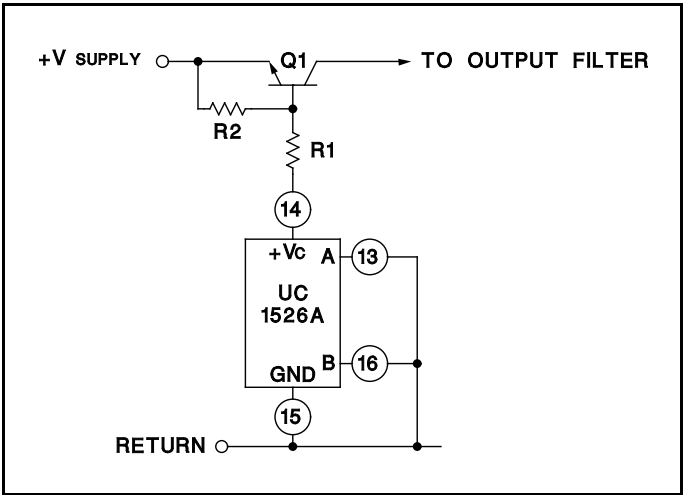 +V SUPPLY
Q1
TO OUTPUT FILTER
R2
R1
14
+VC
A
13
UC
1526A
B
16
GND
15
RETURN